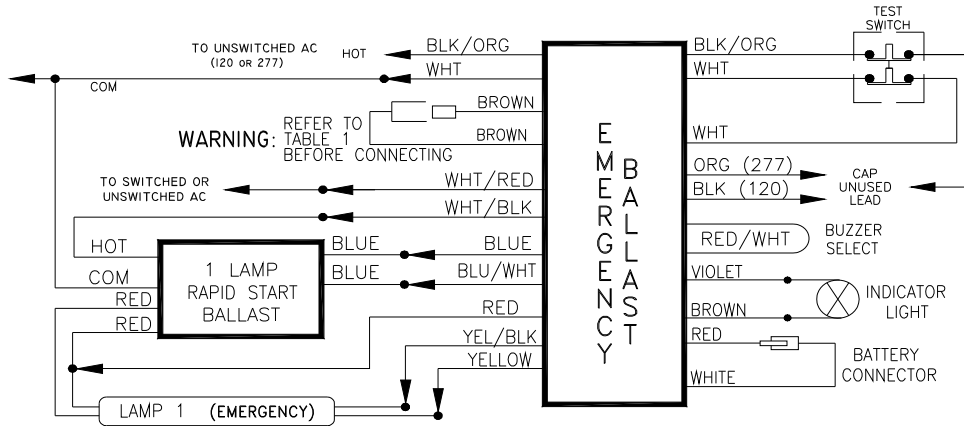 TO UNSWITCHED AC
(120 OR 277)
HOT
COM
BLK/ORG
WHT
BROWN
BROWN
WARNING: REFER TO
TABLE 1
BEFORE CONNECTING
TO SWITCHED OR
UNSWITCHED AC
WHT/RED
WHT/BLK
HOT
COM
RED
RED
1 LAMP
RAPID START
BALLAST
BLUE
BLUE
BLUE
BLU/WHT
RED
YEL/BLK
YELLOW
LAMP 1 (EMERGENCY)
EMERGENCY
BALLAST
TEST
SWITCH
BLK/ORG
WHT
WHT
ORG (277)
BLK (120)
CAP
UNUSED
LEAD
RED/WHT
BUZZER
SELECT
VIOLET
BROWN
INDICATOR
LIGHT
RED
WHITE
BATTERY
CONNECTOR